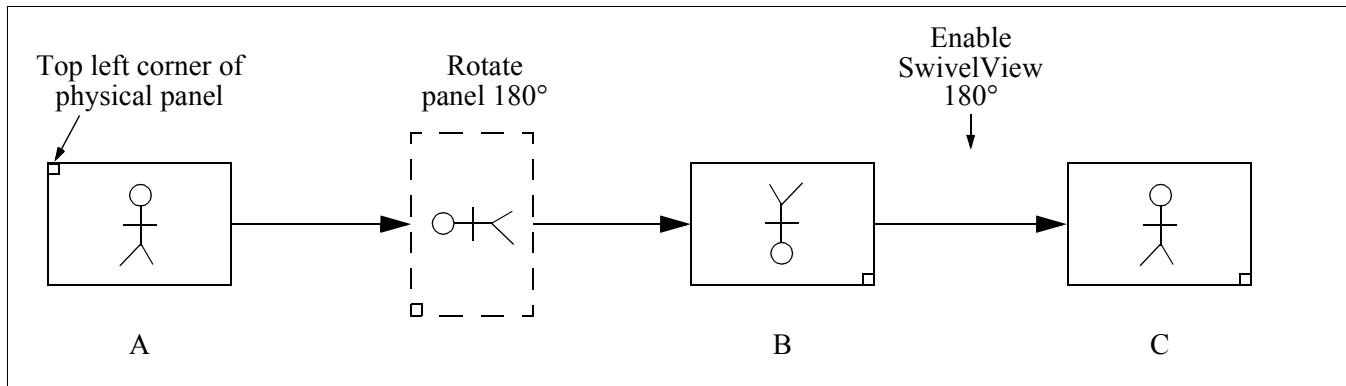 Top left corner of
physical panel
Rotate
panel 180°
Enable
SwivelView
180°
A
B
C